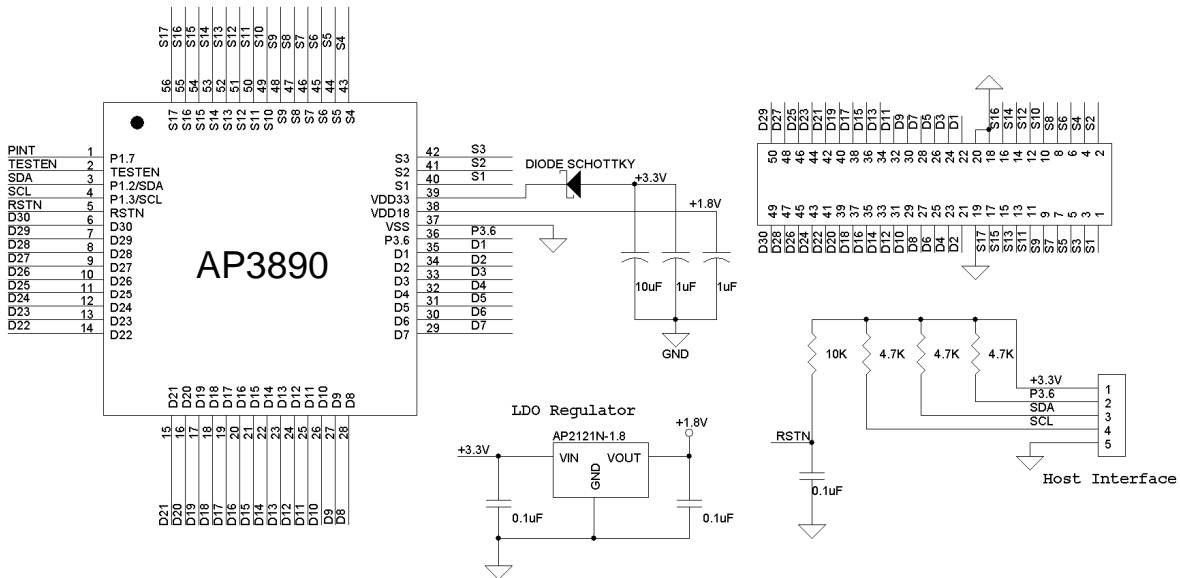 S17 S16 S15 S14 S13 S12 S11 S10 S9 S8 S7 S6 S5 S4
56 55 54 53 52 51 50 49 48 47 46 45 44 43
S17 S16 S15 S14 S13 S12 S11 S10 S9 S8 S7 S6 S5 S4
PINT 1 P1.7
TESTEN 2 TESTEN
SDA 3 P1.2/SDA
SCL 4 P1.3/SCL
RSTN 5 RSTN
D30 6 D30
D29 7 D29
D28 8 D28
D27 9 D27
D26 10 D26
D25 11 D25
D24 12 D24
D23 13 D23
D22 14 D22
AP3890
S3 42 S3
S2 41 S2
S1 40 S1
VDD33 39
VDD18 38
VSS 37
P3.6 36 P3.6
D1 35 D1
D2 34 D2
D3 33 D3
D4 32 D4
D5 31 D5
D6 30 D6
D7 29 D7
D21 D20 D19 D18 D17 D16 D15 D14 D13 D12 D11 D10 D9 D8
15 16 17 18 19 20 21 22 23 24 25 26 27 28
D21 D20 D19 D18 D17 D16 D15 D14 D13 D12 D11 D10 D9 D8
DIODE SCHOTTKY
+3.3V
+1.8V
10uF 1uF 1uF
GND
LDO Regulator
AP2121N-1.8
+3.3V
VIN VOUT
GND
+1.8V
0.1uF 0.1uF
D29 D27 D25 D23 D21 D19 D17 D15 D13 D11 D9 D7 D5 D3 D1 S16 S14 S12 S10 S8 S6 S4 S2
50 48 46 44 42 40 38 36 34 32 30 28 26 24 22 20 18 16 14 12 10 8 6 4 2
49 47 45 43 41 39 37 35 33 31 29 27 25 23 21 19 17 15 13 11 9 7 5 3 1
D30 D28 D26 D24 D22 D20 D18 D16 D14 D12 D10 D8 D6 D4 D2 S17 S15 S13 S11 S9 S7 S5 S3 S1
10K 4.7K 4.7K 4.7K
+3.3V 1
P3.6 2
SDA 3
SCL 4
5
RSTN
0.1uF
Host Interface